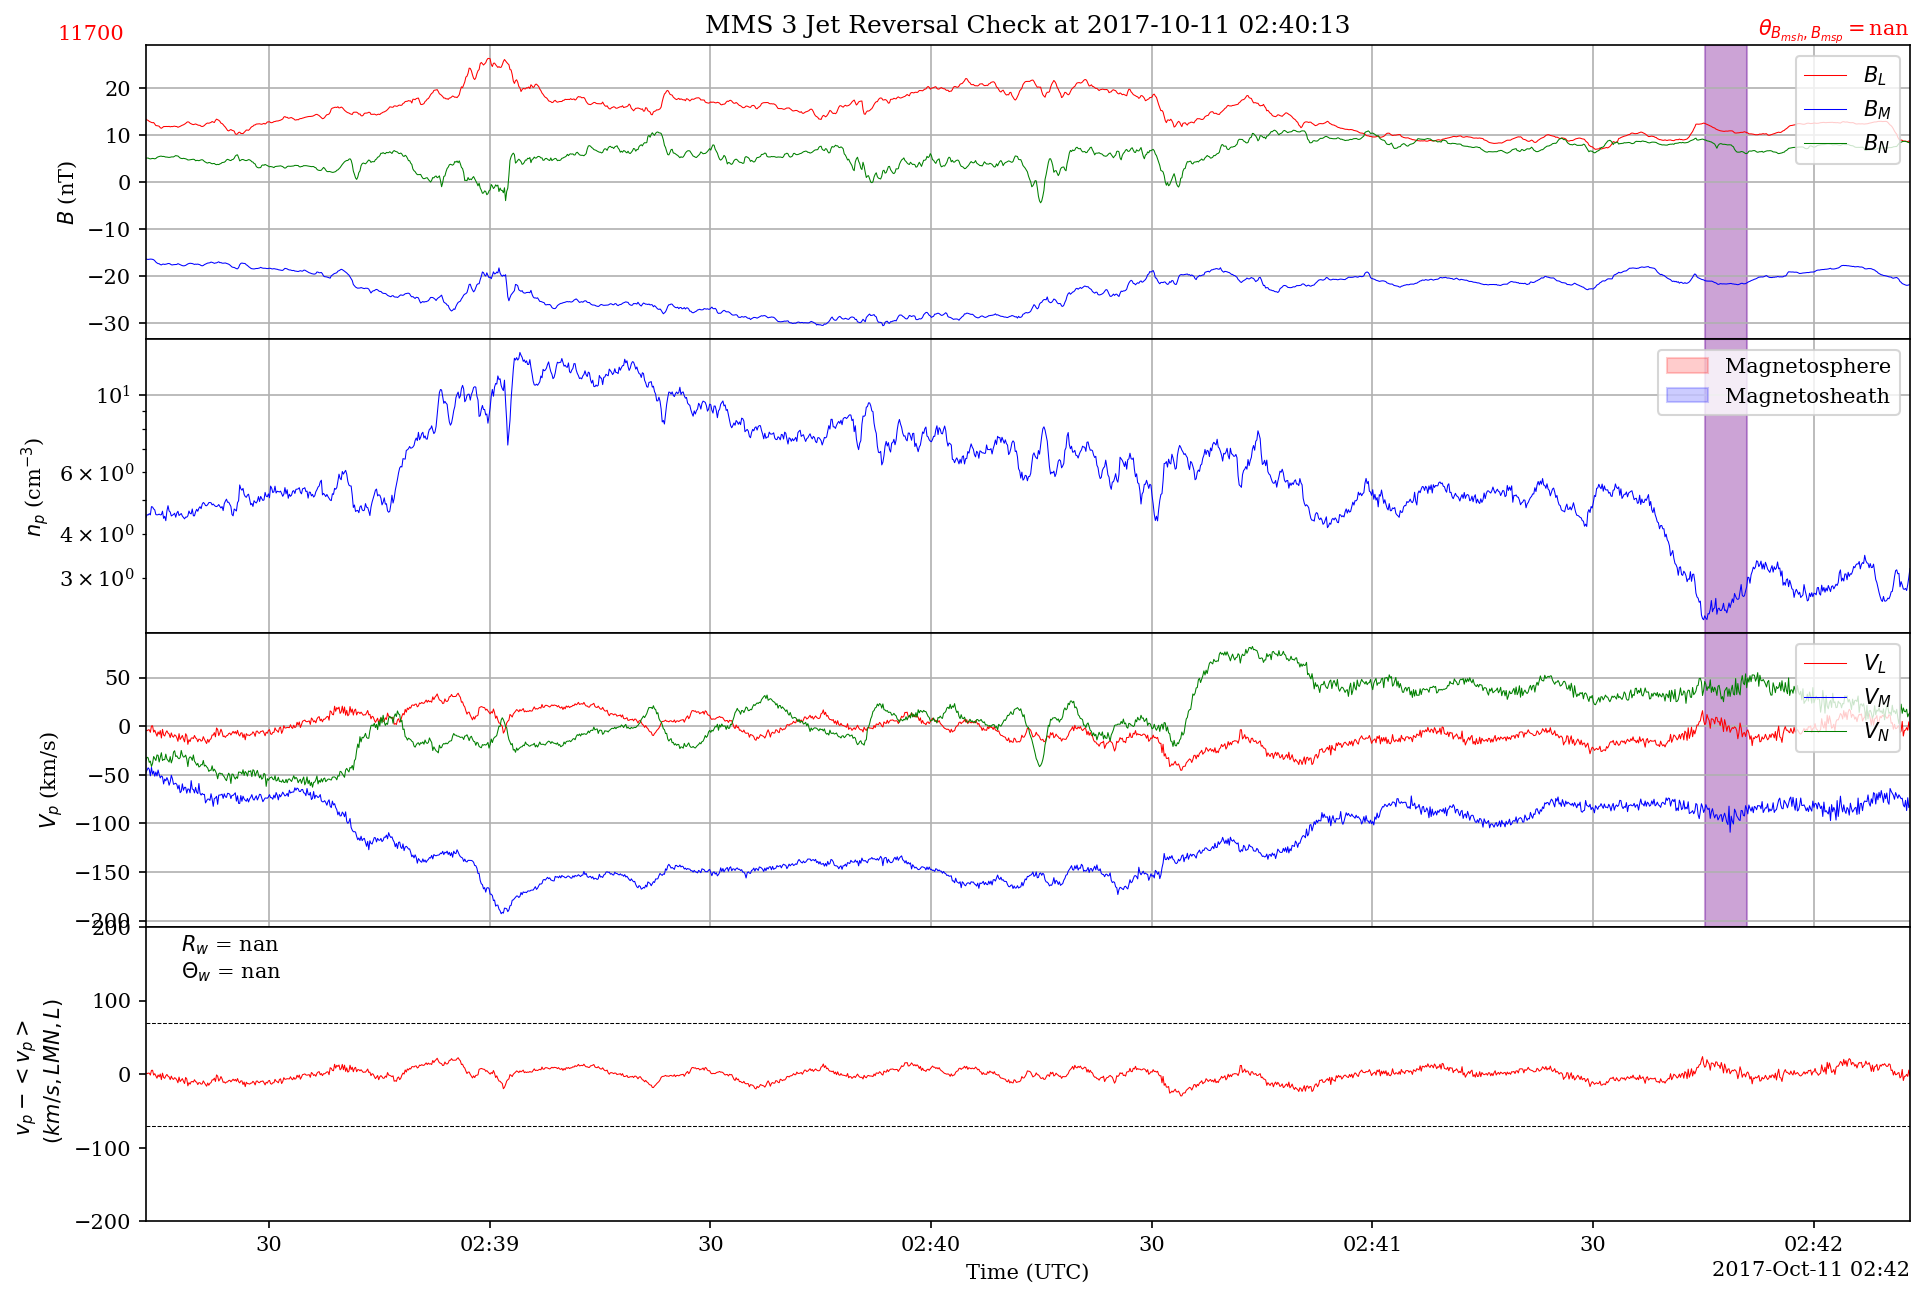 MMS 3 Jet Reversal Check at 2017-10-11 02:40:13
11700
θ_{B_{msh}, B_{msp}} = nan
20
10
0
−10
−20
−30
B (nT)
B_L
B_M
B_N
10^1
6 × 10^0
4 × 10^0
3 × 10^0
n_p (cm^{−3})
Magnetosphere
Magnetosheath
50
0
−50
−100
−150
−200
V_p (km/s)
V_L
V_M
V_N
200
100
0
−100
−200
v_p − < v_p >
(km/s, LMN, L)
R_w = nan
Θ_w = nan
30 02:39 30 02:40 30 02:41 30 02:42
Time (UTC)
2017-Oct-11 02:42